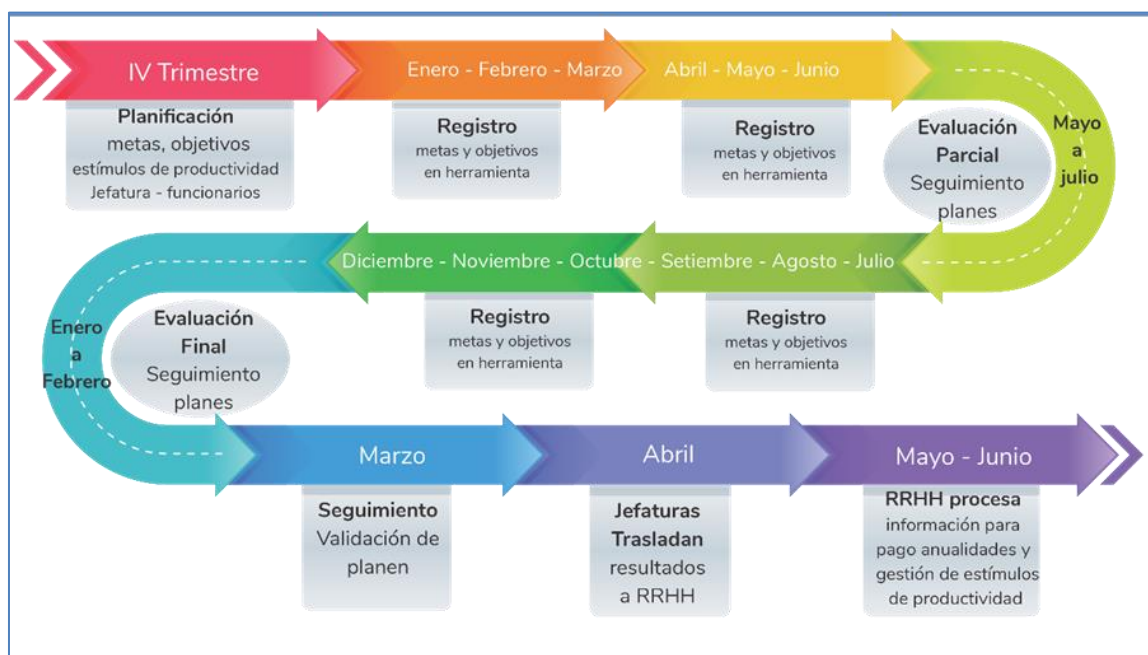 IV Trimestre
Planificación
metas, objetivos
estímulos de productividad
Jefatura - funcionarios
Enero - Febrero - Marzo
Registro
metas y objetivos
en herramienta
Abril - Mayo - Junio
Registro
metas y objetivos
en herramienta
Evaluación
Parcial
Seguimiento
planes
Mayo
a
julio
Diciembre - Noviembre - Octubre - Setiembre - Agosto - Julio
Registro
metas y objetivos
en herramienta
Registro
metas y objetivos
en herramienta
Enero
a
Febrero
Evaluación
Final
Seguimiento
planes
Marzo
Seguimiento
Validación de
planen
Abril
Jefaturas
Trasladan
resultados
a RRHH
Mayo - Junio
RRHH procesa
información para
pago anualidades y
gestión de estímulos
de productividad